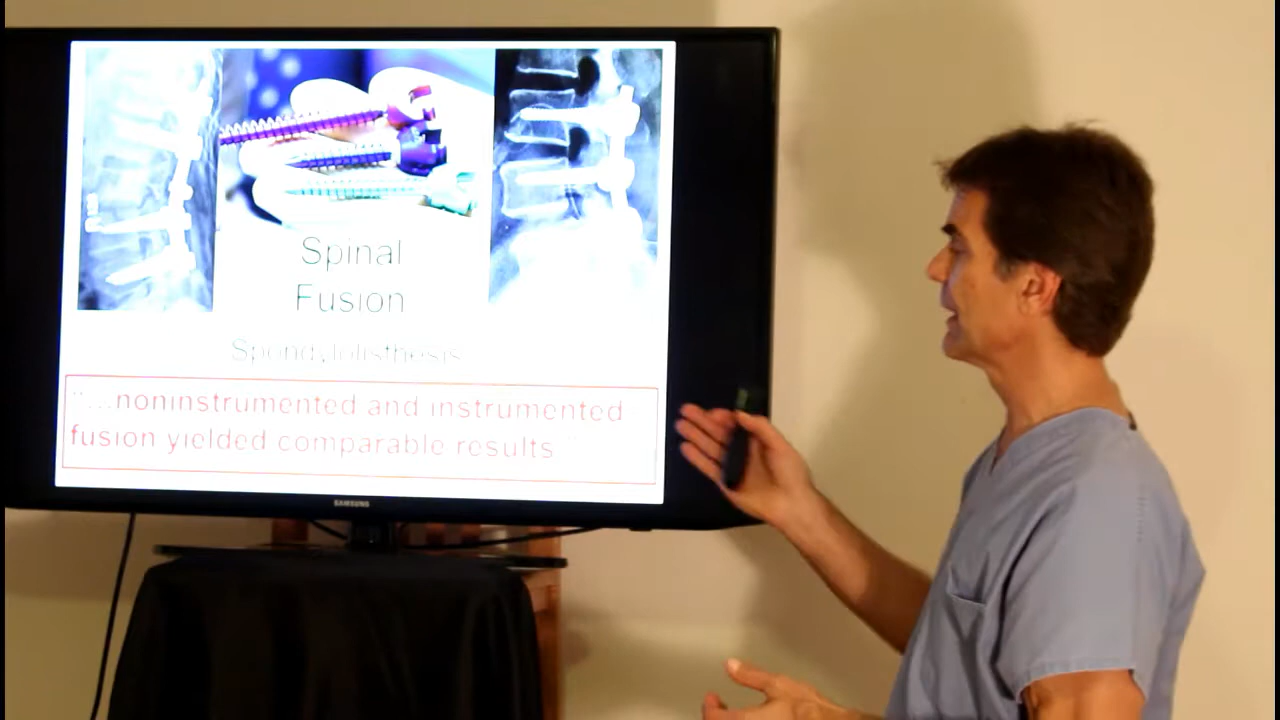 Spinal
Fusion
Spondylolisthesis
"...noninstrumented and instrumented
fusion yielded comparable results"
SAMSUNG